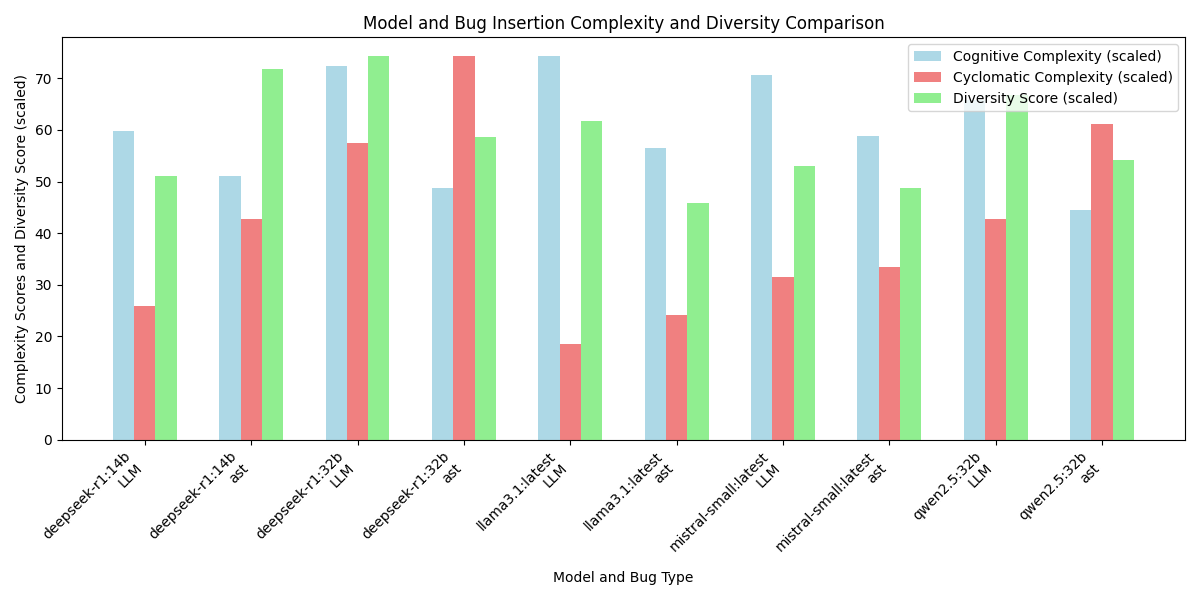 Model and Bug Insertion Complexity and Diversity Comparison
Cognitive Complexity (scaled)
Cyclomatic Complexity (scaled)
Diversity Score (scaled)
Complexity Scores and Diversity Score (scaled)
70
60
50
40
30
20
10
0
deepseek-r1:14b
LLM
deepseek-r1:14b
ast
deepseek-r1:32b
LLM
deepseek-r1:32b
ast
llama3.1:latest
LLM
llama3.1:latest
ast
mistral-small:latest
LLM
mistral-small:latest
ast
qwen2.5:32b
LLM
qwen2.5:32b
ast
Model and Bug Type